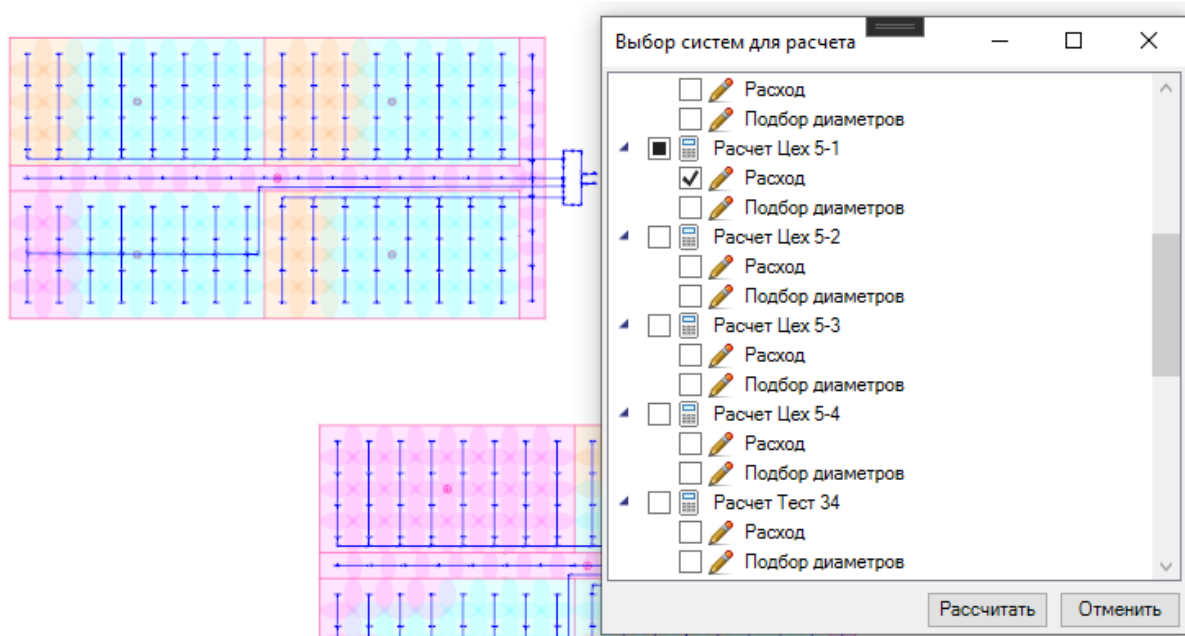 Выбор систем для расчета
Расход
Подбор диаметров
Расчет Цех 5-1
Расход
Подбор диаметров
Расчет Цех 5-2
Расход
Подбор диаметров
Расчет Цех 5-3
Расход
Подбор диаметров
Расчет Цех 5-4
Расход
Подбор диаметров
Расчет Тест 34
Расход
Подбор диаметров
Рассчитать Отменить